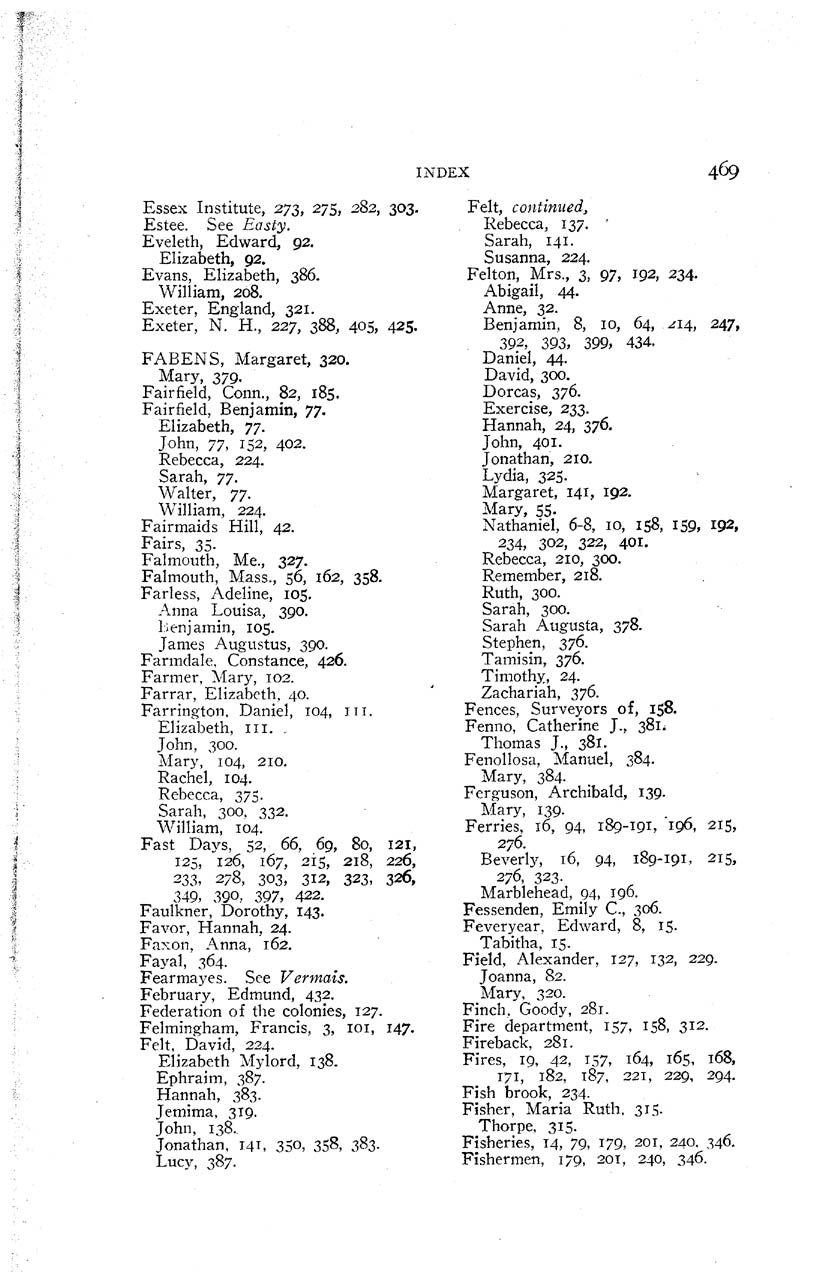 INDEX 469
Essex Institute, 273, 275, 282, 303.
Estee. See Easty.
Eveleth, Edward, 92.
Elizabeth, 92.
Evans, Elizabeth, 386.
William, 208.
Exeter, England, 321.
Exeter, N. H., 227, 388, 405, 425.
FABENS, Margaret, 320.
Mary, 379.
Fairfield, Conn., 82, 185.
Fairfield, Benjamin, 77.
Elizabeth, 77.
John, 77, 152, 402.
Rebecca, 224.
Sarah, 77.
Walter, 77.
William, 224.
Fairmaids Hill, 42.
Fairs, 35.
Falmouth, Me., 327.
Falmouth, Mass., 56, 162, 358.
Farless, Adeline, 105.
Anna Louisa, 390.
Benjamin, 105.
James Augustus, 390.
Farmdale, Constance, 426.
Farmer, Mary, 102.
Farrar, Elizabeth, 40.
Farrington, Daniel, 104, 111.
Elizabeth, 111.
John, 300.
Mary, 104, 210.
Rachel, 104.
Rebecca, 375.
Sarah, 300, 332.
William, 104.
Fast Days, 52, 66, 69, 80, 121,
125, 126, 167, 215, 218, 226,
233, 278, 303, 312, 323, 326,
349, 390, 397, 422.
Faulkner, Dorothy, 143.
Favor, Hannah, 24.
Faxon, Anna, 162.
Fayal, 364.
Fearmayes. See Vermais.
February, Edmund, 432.
Federation of the colonies, 127.
Felmingham, Francis, 3, 101, 147.
Felt, David, 224.
Elizabeth Mylord, 138.
Ephraim, 387.
Hannah, 383.
Jemima, 319.
John, 138.
Jonathan, 141, 350, 358, 383.
Lucy, 387.
Felt, continued,
Rebecca, 137.
Sarah, 141.
Susanna, 224.
Felton, Mrs., 3, 97, 192, 234.
Abigail, 44.
Anne, 32.
Benjamin, 8, 10, 64, 214, 247,
392, 393, 399, 434.
Daniel, 44.
David, 300.
Dorcas, 376.
Exercise, 233.
Hannah, 24, 376.
John, 401.
Jonathan, 210.
Lydia, 325.
Margaret, 141, 192.
Mary, 55.
Nathaniel, 6-8, 10, 158, 159, 192,
234, 302, 322, 401.
Rebecca, 210, 300.
Remember, 218.
Ruth, 300.
Sarah, 300.
Sarah Augusta, 378.
Stephen, 376.
Tamisin, 376.
Timothy, 24.
Zachariah, 376.
Fences, Surveyors of, 158.
Fenno, Catherine J., 381.
Thomas J., 381.
Fenollosa, Manuel, 384.
Mary, 384.
Ferguson, Archibald, 139.
Mary, 139.
Ferries, 16, 94, 189-191, 196, 215,
276.
Beverly, 16, 94, 189-191, 215,
276, 323.
Marblehead, 94, 196.
Fessenden, Emily C., 306.
Feveryear, Edward, 8, 15.
Tabitha, 15.
Field, Alexander, 127, 132, 229.
Joanna, 82.
Mary, 320.
Finch, Goody, 281.
Fire department, 157, 158, 312.
Fireback, 281.
Fires, 19, 42, 157, 164, 165, 168,
171, 182, 187, 221, 229, 294.
Fish brook, 234.
Fisher, Maria Ruth, 315.
Thorpe, 315.
Fisheries, 14, 79, 179, 201, 240, 346.
Fishermen, 179, 201, 240, 346.